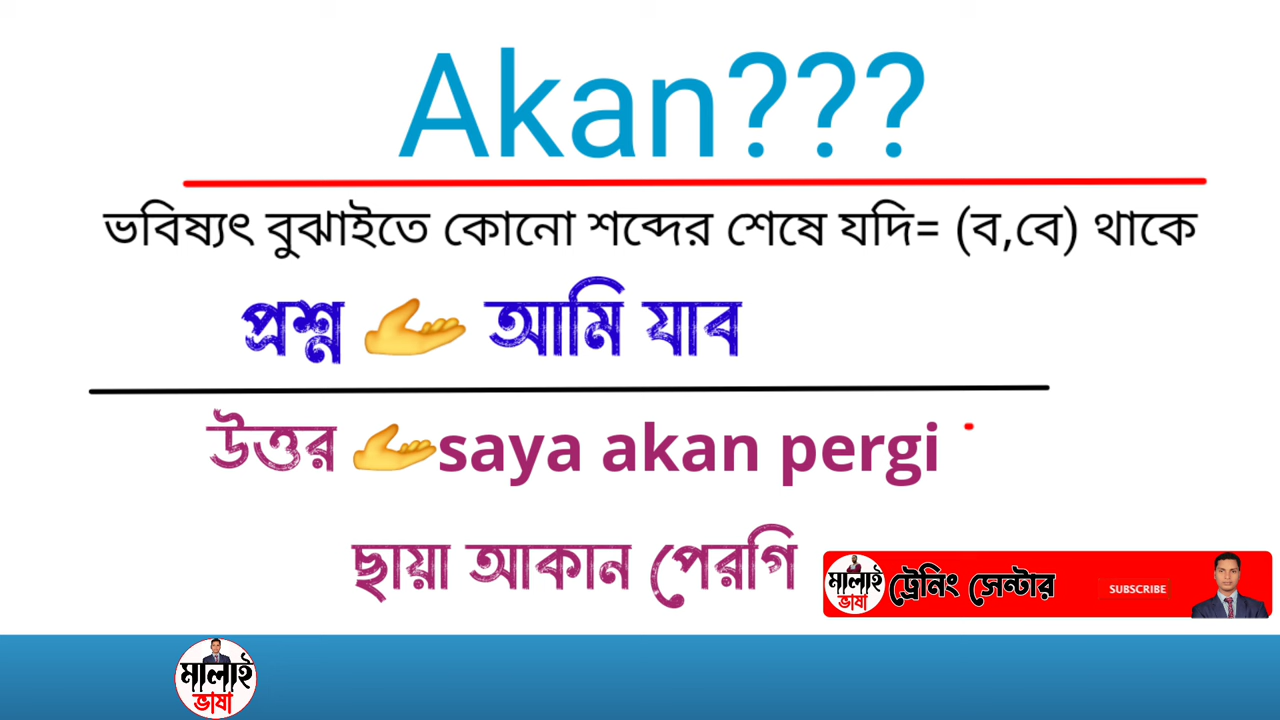 Akan???
ভবিষ্যৎ বুঝাইতে কোনো শব্দের শেষে যদি= (ব,বে) থাকে
প্রশ্ন 🫴 আমি যাব
উত্তর 🫴saya akan pergi
ছায়া আকান পেরগি
মালাই ভাষা ট্রেনিং সেন্টার SUBSCRIBE
মালাই
ভাষা